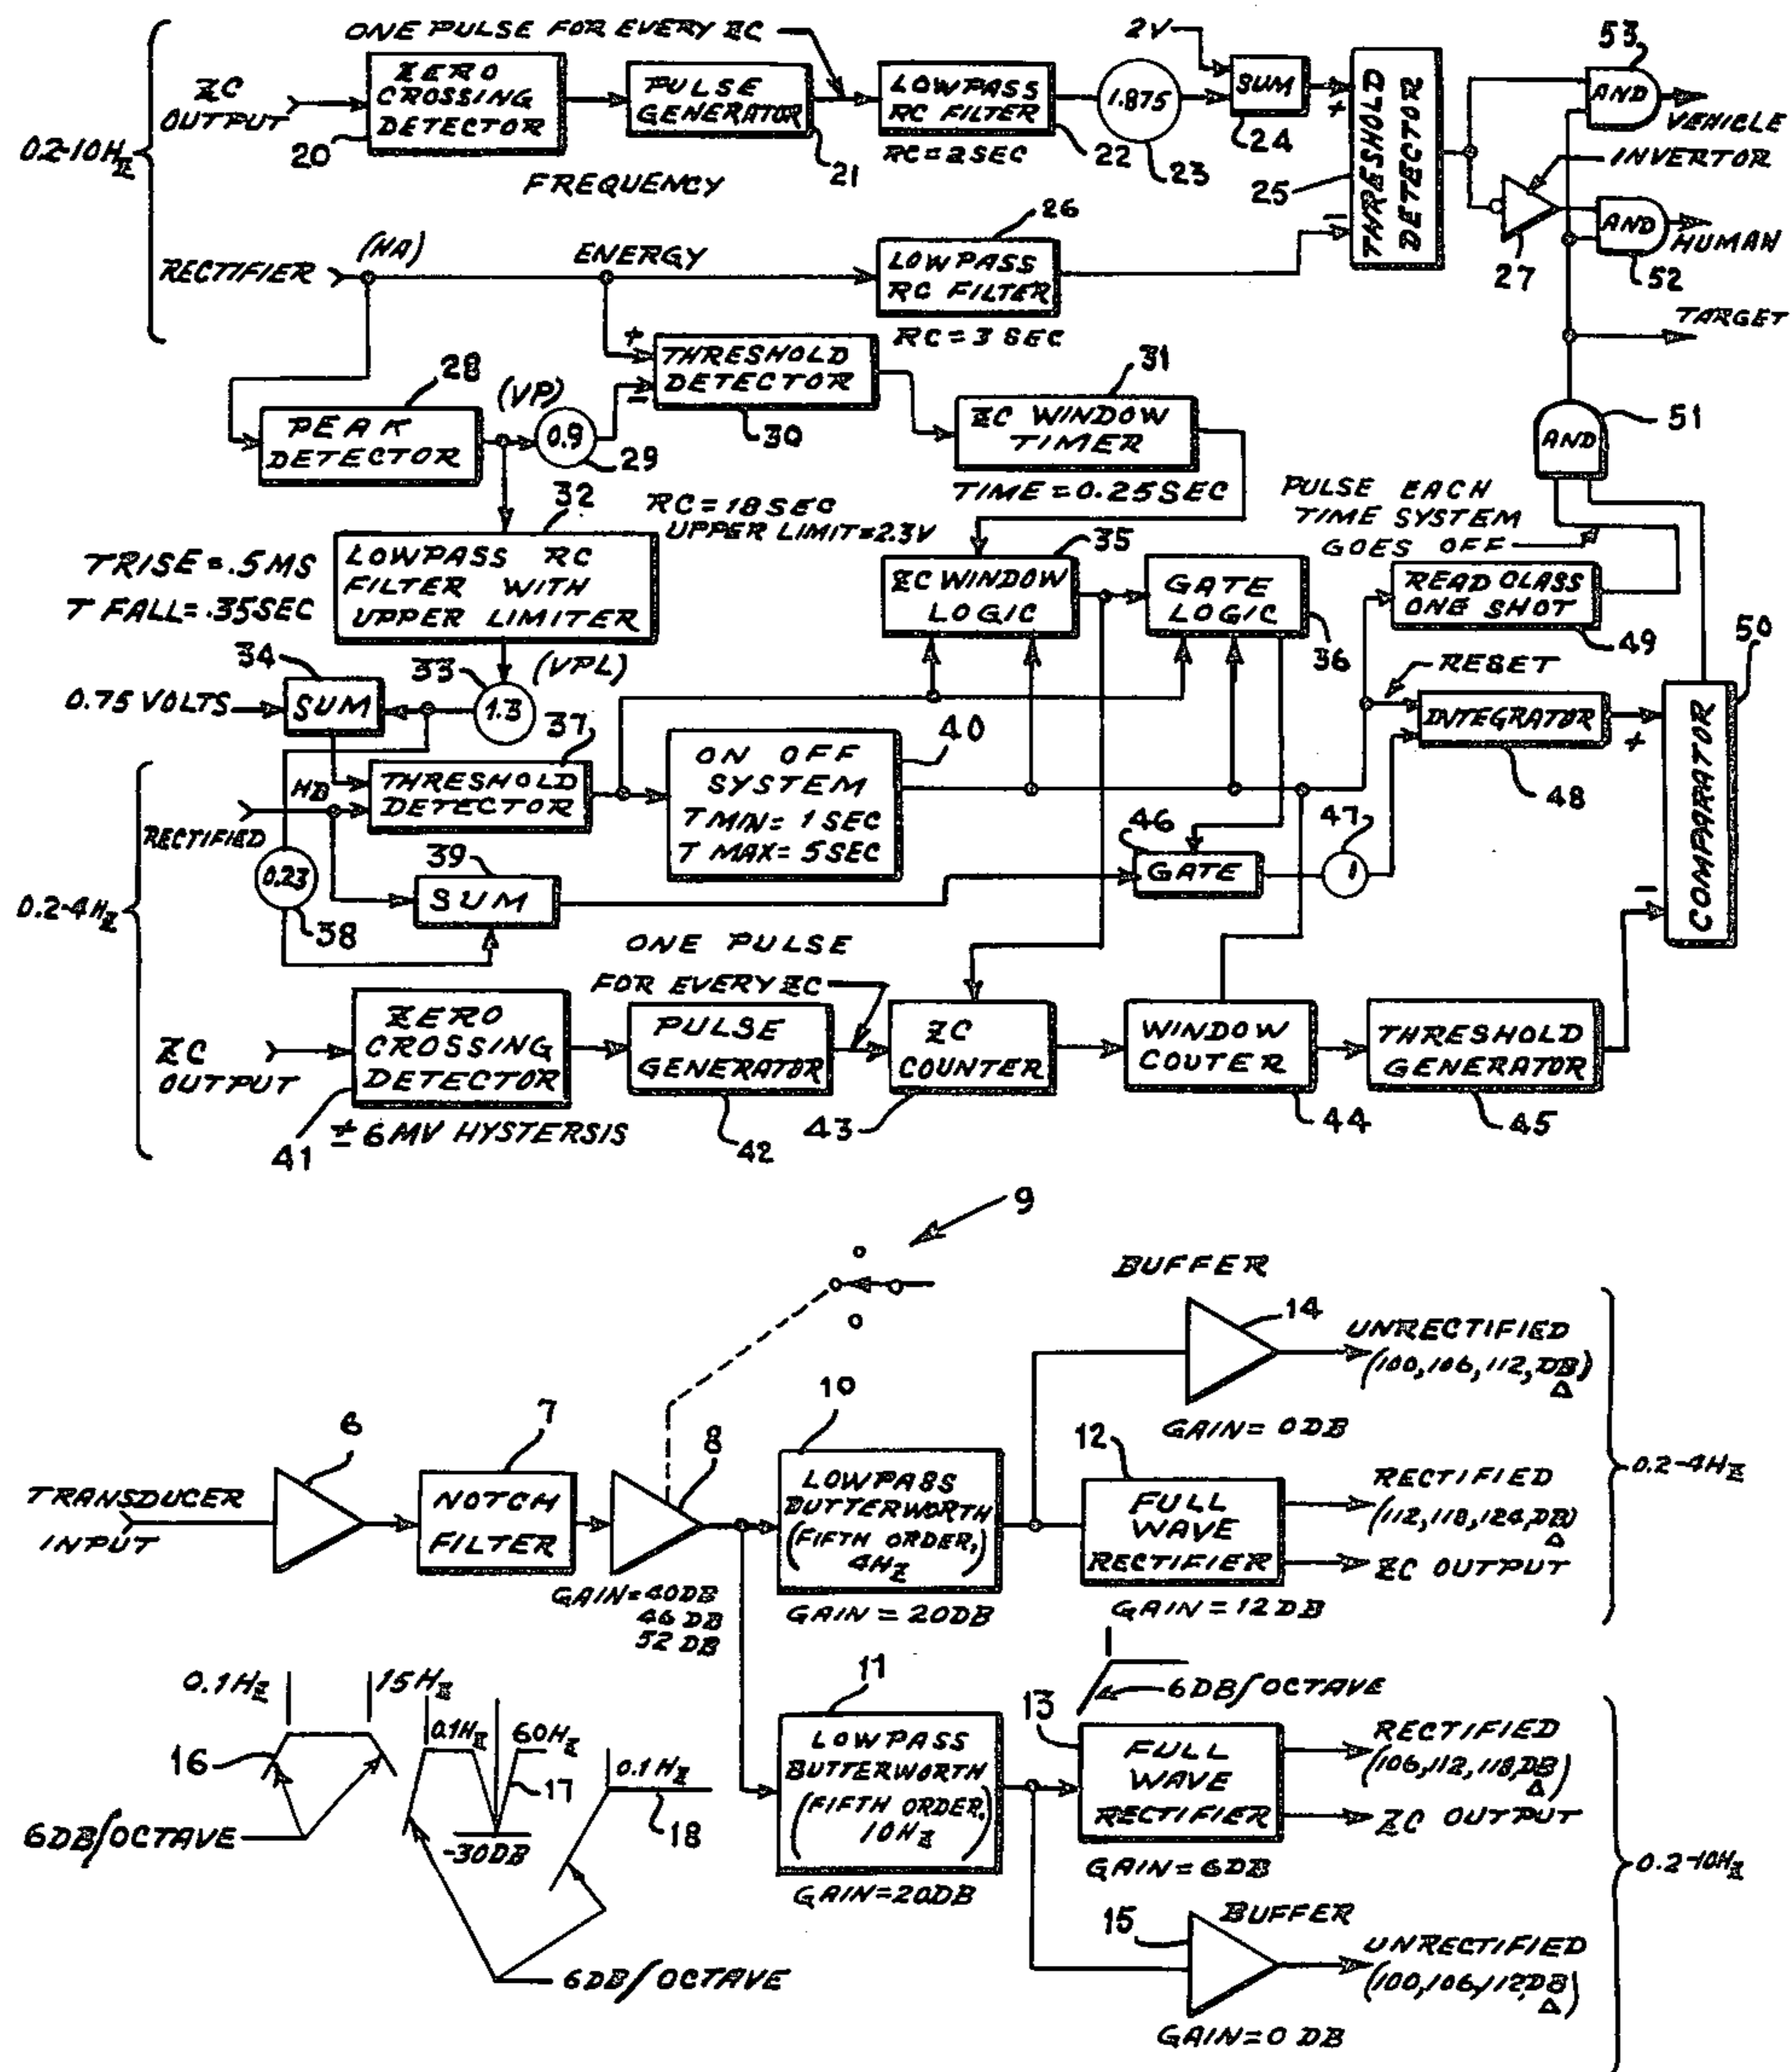 ONE PULSE FOR EVERY ZC
2V
53
ZC
OUTPUT
ZERO
CROSSING
DETECTOR
PULSE
GENERATOR
LOWPASS
RC FILTER
1.875
SUM
+
THRESHOLD
DETECTOR
AND
VEHICLE
0.2-10HZ
20
21
RC=2SEC
22
23
24
25
INVERTOR
FREQUENCY
26
(HA)
ENERGY
RECTIFIER
LOWPASS
RC FILTER
-
27
AND
HUMAN
52
RC=3 SEC
TARGET
28
(VP)
+
THRESHOLD
DETECTOR
-
31
PEAK
DETECTOR
0.9
29
30
ZC WINDOW
TIMER
AND
51
32
RC=18SEC
UPPER LIMIT=2.3V
TIME=0.25SEC
PULSE EACH
TIME SYSTEM
GOES OFF
TRISE=.5MS
T FALL=.35SEC
LOWPASS RC
FILTER WITH
UPPER LIMITER
35
ZC WINDOW
LOGIC
GATE
LOGIC
36
READ CLASS
ONE SHOT
49
50
34
33
(VPL)
RESET
0.75 VOLTS
SUM
1.3
37
40
INTEGRATOR
+
48
COMPARATOR
-
HD
THRESHOLD
DETECTOR
ON OFF
SYSTEM
T MIN= 1 SEC
T MAX= 5SEC
RECTIFIED
46
47
0.23
39
SUM
GATE
1
0.2-4HZ
38
ONE PULSE
FOR EVERY ZC
ZC
OUTPUT
ZERO
CROSSING
DETECTOR
PULSE
GENERATOR
ZC
COUNTER
WINDOW
COUTER
THRESHOLD
GENERATOR
41
± 6MV HYSTERSIS
42
43
44
45
9
BUFFER
14
UNRECTIFIED
(100,106,112,DB)
Δ
10
GAIN= 0DB
6
7
8
12
0.2-4HZ
TRANSDUCER
INPUT
NOTCH
FILTER
LOWPASS
BUTTERWORTH
(FIFTH ORDER,)
4HZ
FULL
WAVE
RECTIFIER
RECTIFIED
(112,118,124,DB)
Δ
ZC OUTPUT
GAIN=40DB
46 DB
52 DB
GAIN = 20DB
GAIN = 12DB
0.1HZ
15HZ
11
6DB/OCTAVE
0.1HZ
60HZ
13
16
17
0.1HZ
18
LOWPASS
BUTTERWORTH
(FIFTH ORDER,)
10HZ
FULL
WAVE
RECTIFIER
RECTIFIED
(106,112,118,DB)
Δ
ZC OUTPUT
6DB/OCTAVE
-30DB
GAIN=20DB
GAIN=6DB
0.2-10HZ
15
BUFFER
UNRECTIFIED
(100,106,112,DB)
Δ
6DB/OCTAVE
GAIN=0 DB